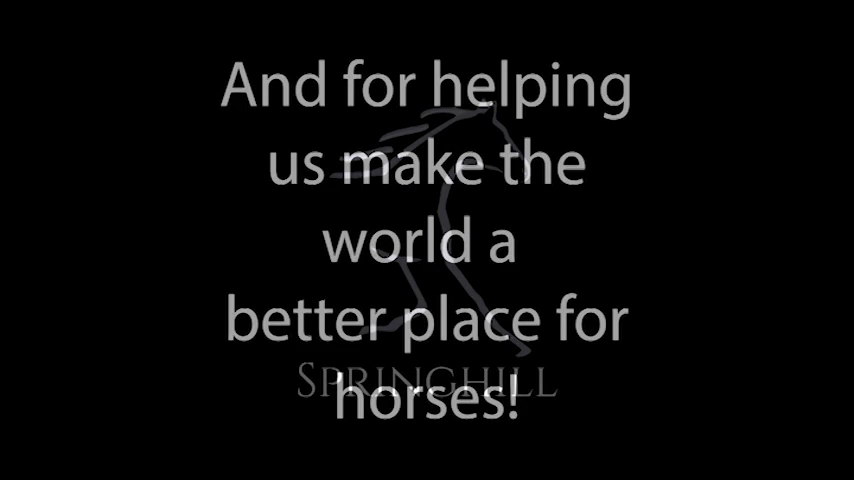 And for helping
us make the
world a
better place for
SPRINGHILL
horses!